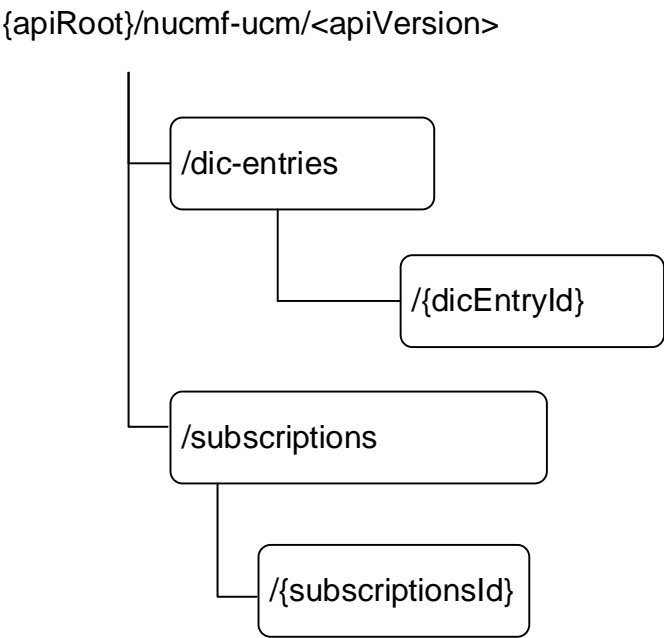 {apiRoot}/nucmf-ucm/<apiVersion>
/dic-entries
/{dicEntryId}
/subscriptions
/{subscriptionsId}